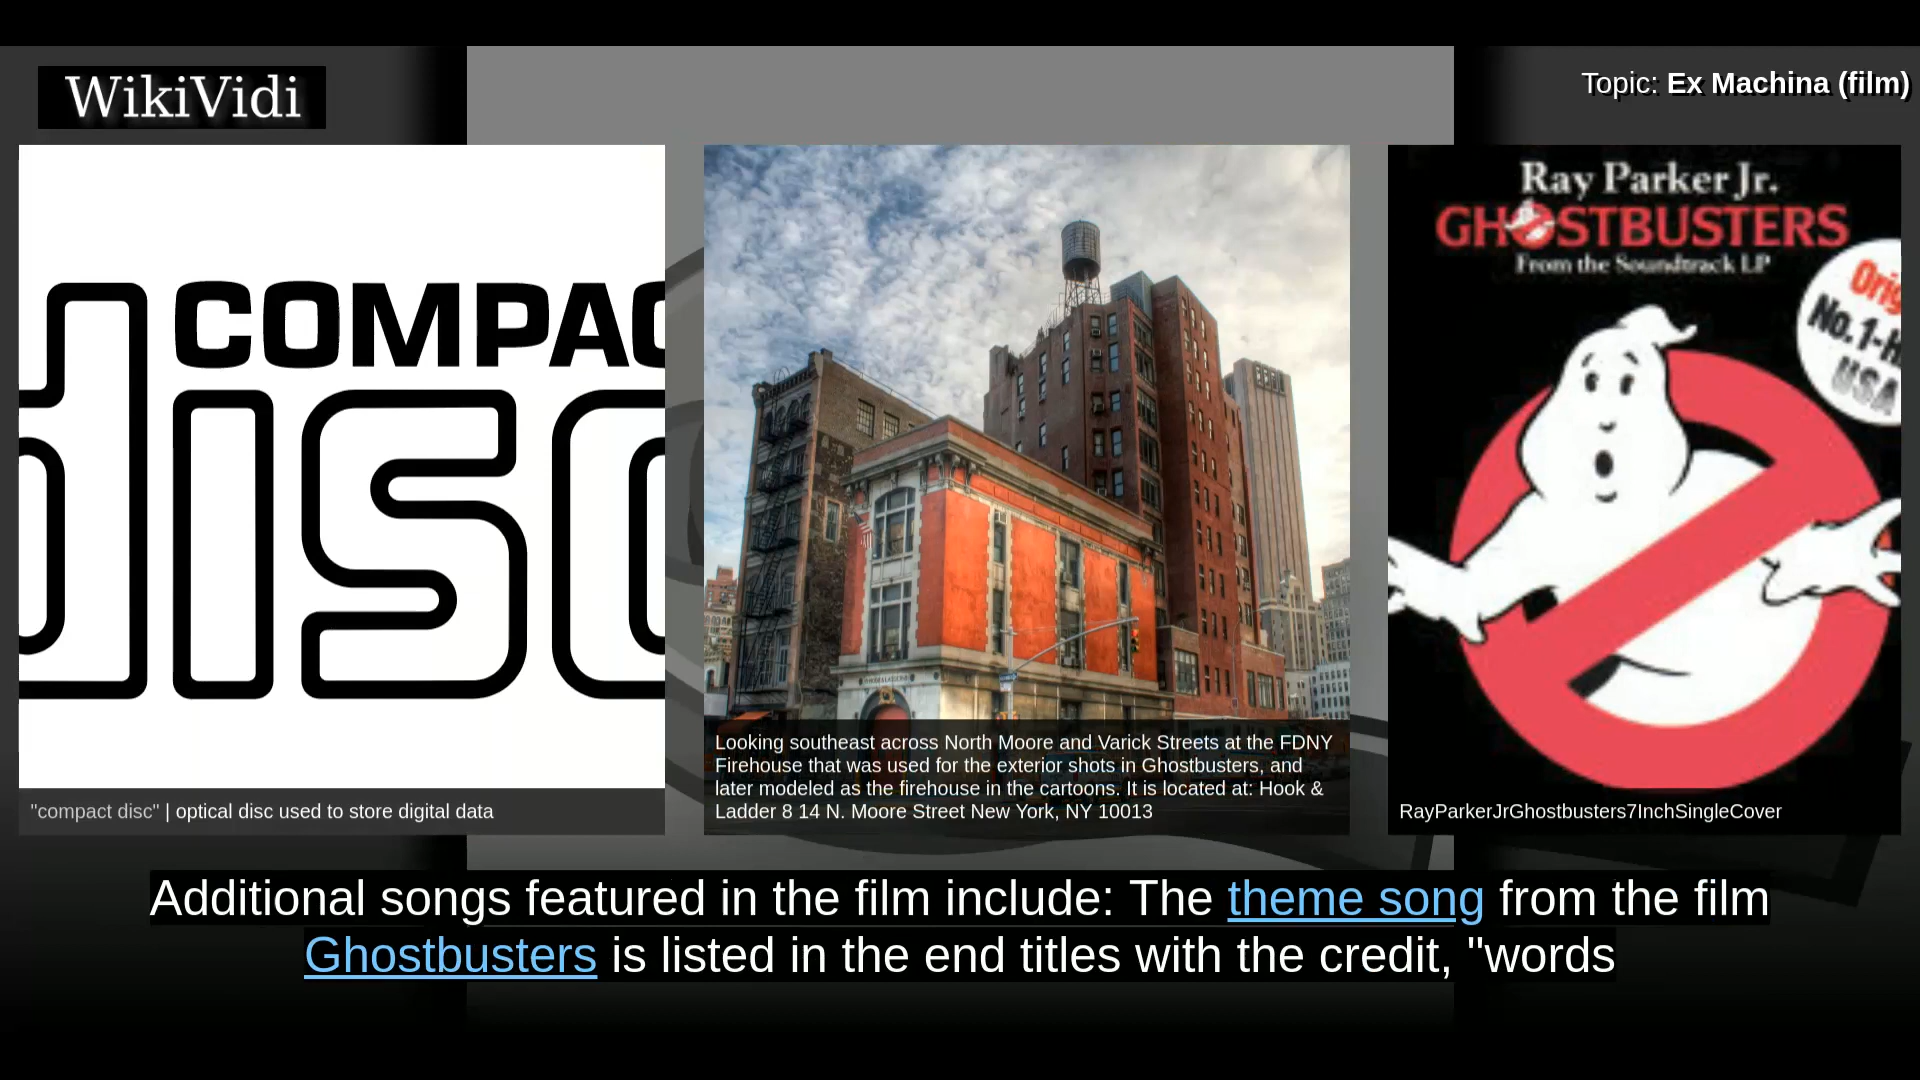 WikiVidi
Topic: Ex Machina (film)
COMPAC
disc
"compact disc" | optical disc used to store digital data
Looking southeast across North Moore and Varick Streets at the FDNY
Firehouse that was used for the exterior shots in Ghostbusters, and
later modeled as the firehouse in the cartoons. It is located at: Hook &
Ladder 8 14 N. Moore Street New York, NY 10013
Ray Parker Jr.
GHOSTBUSTERS
From the Soundtrack LP
Orig
No.1-H
USA
RayParkerJrGhostbusters7InchSingleCover
Additional songs featured in the film include: The theme song from the film
Ghostbusters is listed in the end titles with the credit, "words